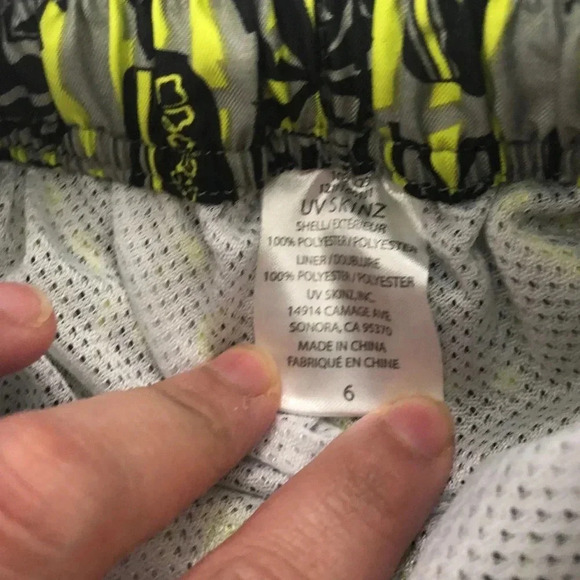 UV SKINZ
SHELL/EXTÉRIEUR
100% POLYESTER/POLYESTER
LINER/DOUBLURE
100% POLYESTER/POLYESTER
UV SKINZ, INC.
14914 CAMAGE AVE
SONORA, CA 95370
MADE IN CHINA
FABRIQUÉ EN CHINE
6